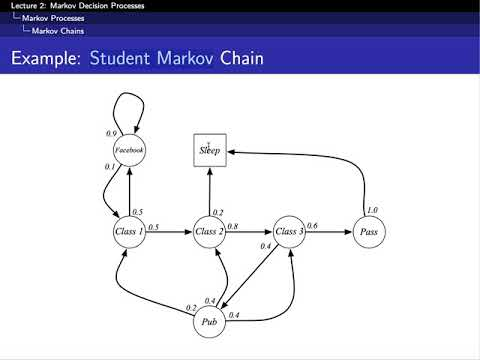 Lecture 2: Markov Decision Processes
Markov Processes
Markov Chains
Example: Student Markov Chain
0.9
Facebook
Sleep
0.1
0.5
0.2
1.0
Class 1
0.5
Class 2
0.8
Class 3
0.6
Pass
0.4
0.2
0.4
Pub
0.4